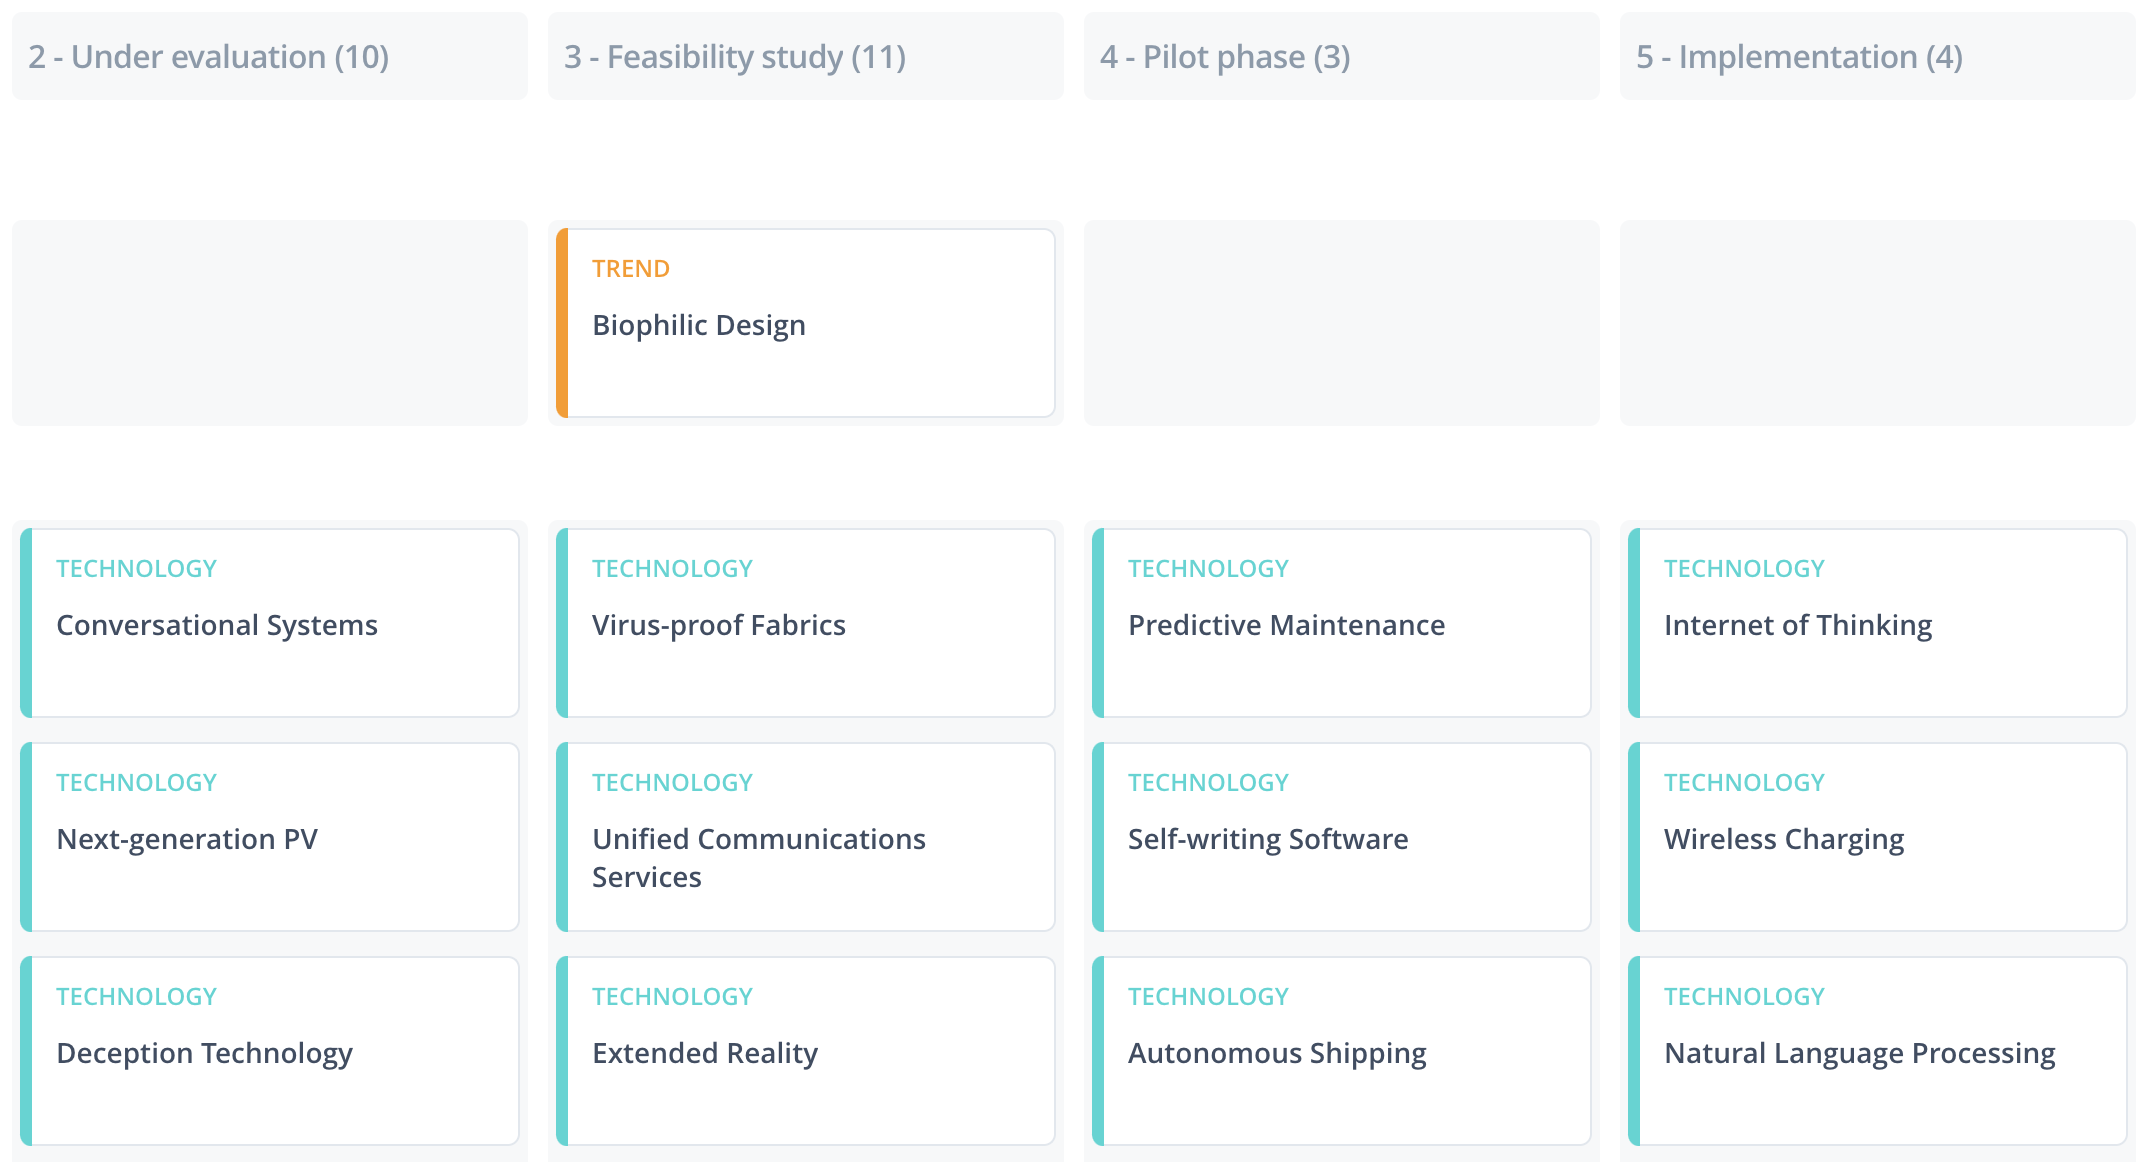 2 - Under evaluation (10)
3 - Feasibility study (11)
4 - Pilot phase (3)
5 - Implementation (4)
TREND
Biophilic Design
TECHNOLOGY
Conversational Systems
TECHNOLOGY
Virus-proof Fabrics
TECHNOLOGY
Predictive Maintenance
TECHNOLOGY
Internet of Thinking
TECHNOLOGY
Next-generation PV
TECHNOLOGY
Unified Communications
Services
TECHNOLOGY
Self-writing Software
TECHNOLOGY
Wireless Charging
TECHNOLOGY
Deception Technology
TECHNOLOGY
Extended Reality
TECHNOLOGY
Autonomous Shipping
TECHNOLOGY
Natural Language Processing